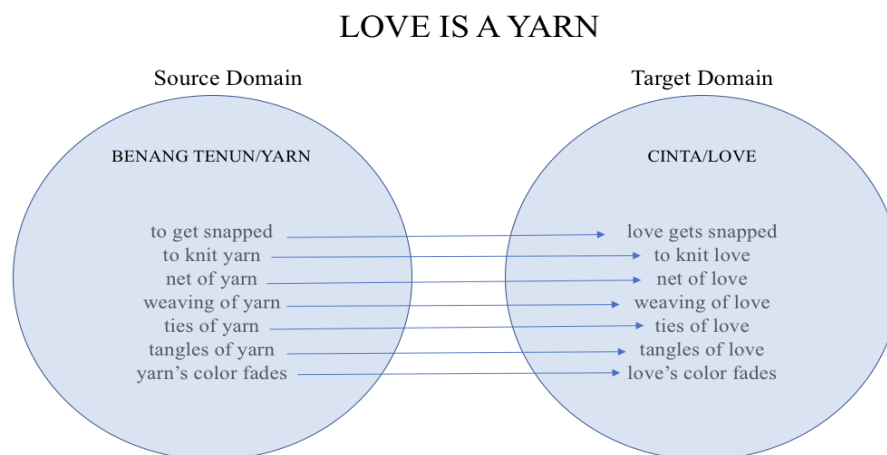 LOVE IS A YARN
Source Domain
Target Domain
BENANG TENUN/YARN
CINTA/LOVE
to get snapped
love gets snapped
to knit yarn
to knit love
net of yarn
net of love
weaving of yarn
weaving of love
ties of yarn
ties of love
tangles of yarn
tangles of love
yarn's color fades
love's color fades